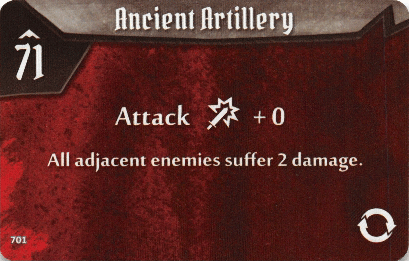 Ancient Artillery
71
Attack + 0
All adjacent enemies suffer 2 damage.
701